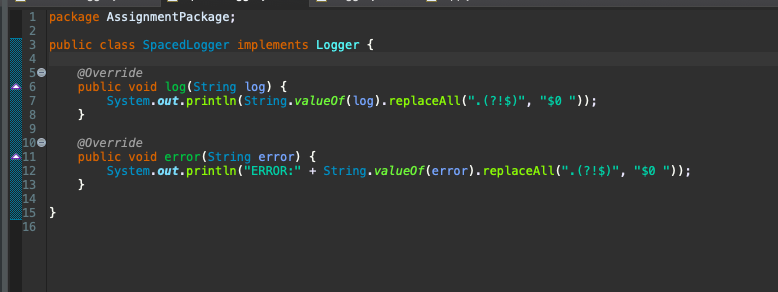 1 package AssignmentPackage;
2
3 public class SpacedLogger implements Logger {
4
5     @Override
6     public void log(String log) {
7         System.out.println(String.valueOf(log).replaceAll(".(?!$)", "$0 "));
8     }
9
10     @Override
11     public void error(String error) {
12         System.out.println("ERROR:" + String.valueOf(error).replaceAll(".(?!$)", "$0 "));
13     }
14
15 }
16